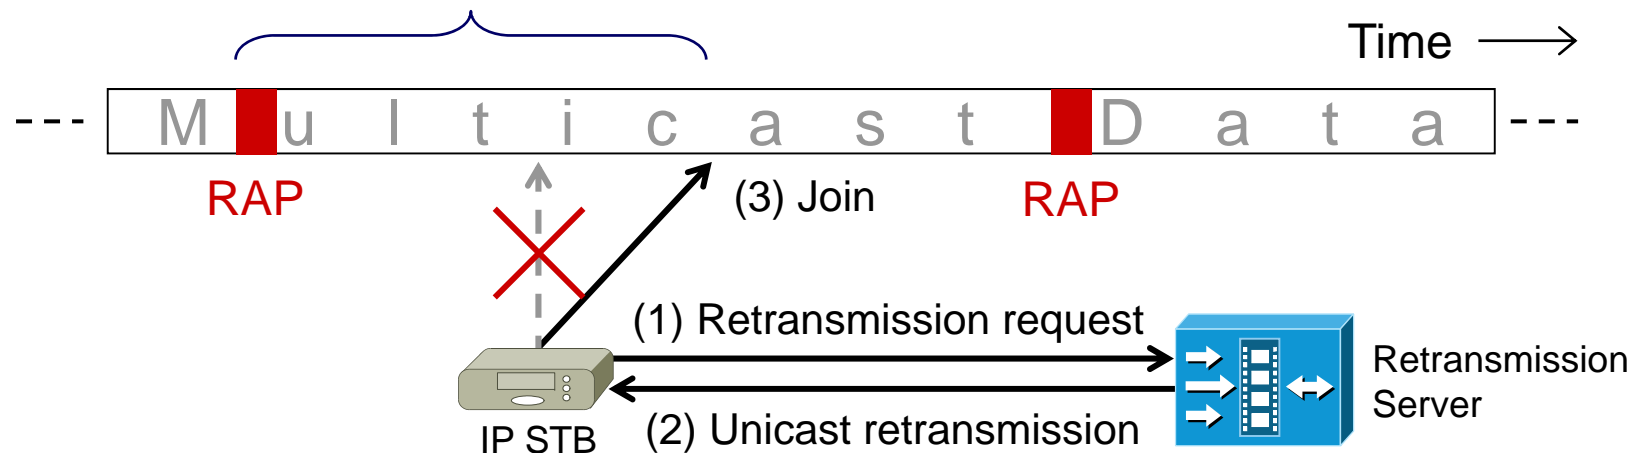 Time
M u l t i c a s t D a t a
RAP
(3) Join
RAP
(1) Retransmission request
Retransmission
Server
(2) Unicast retransmission
IP STB